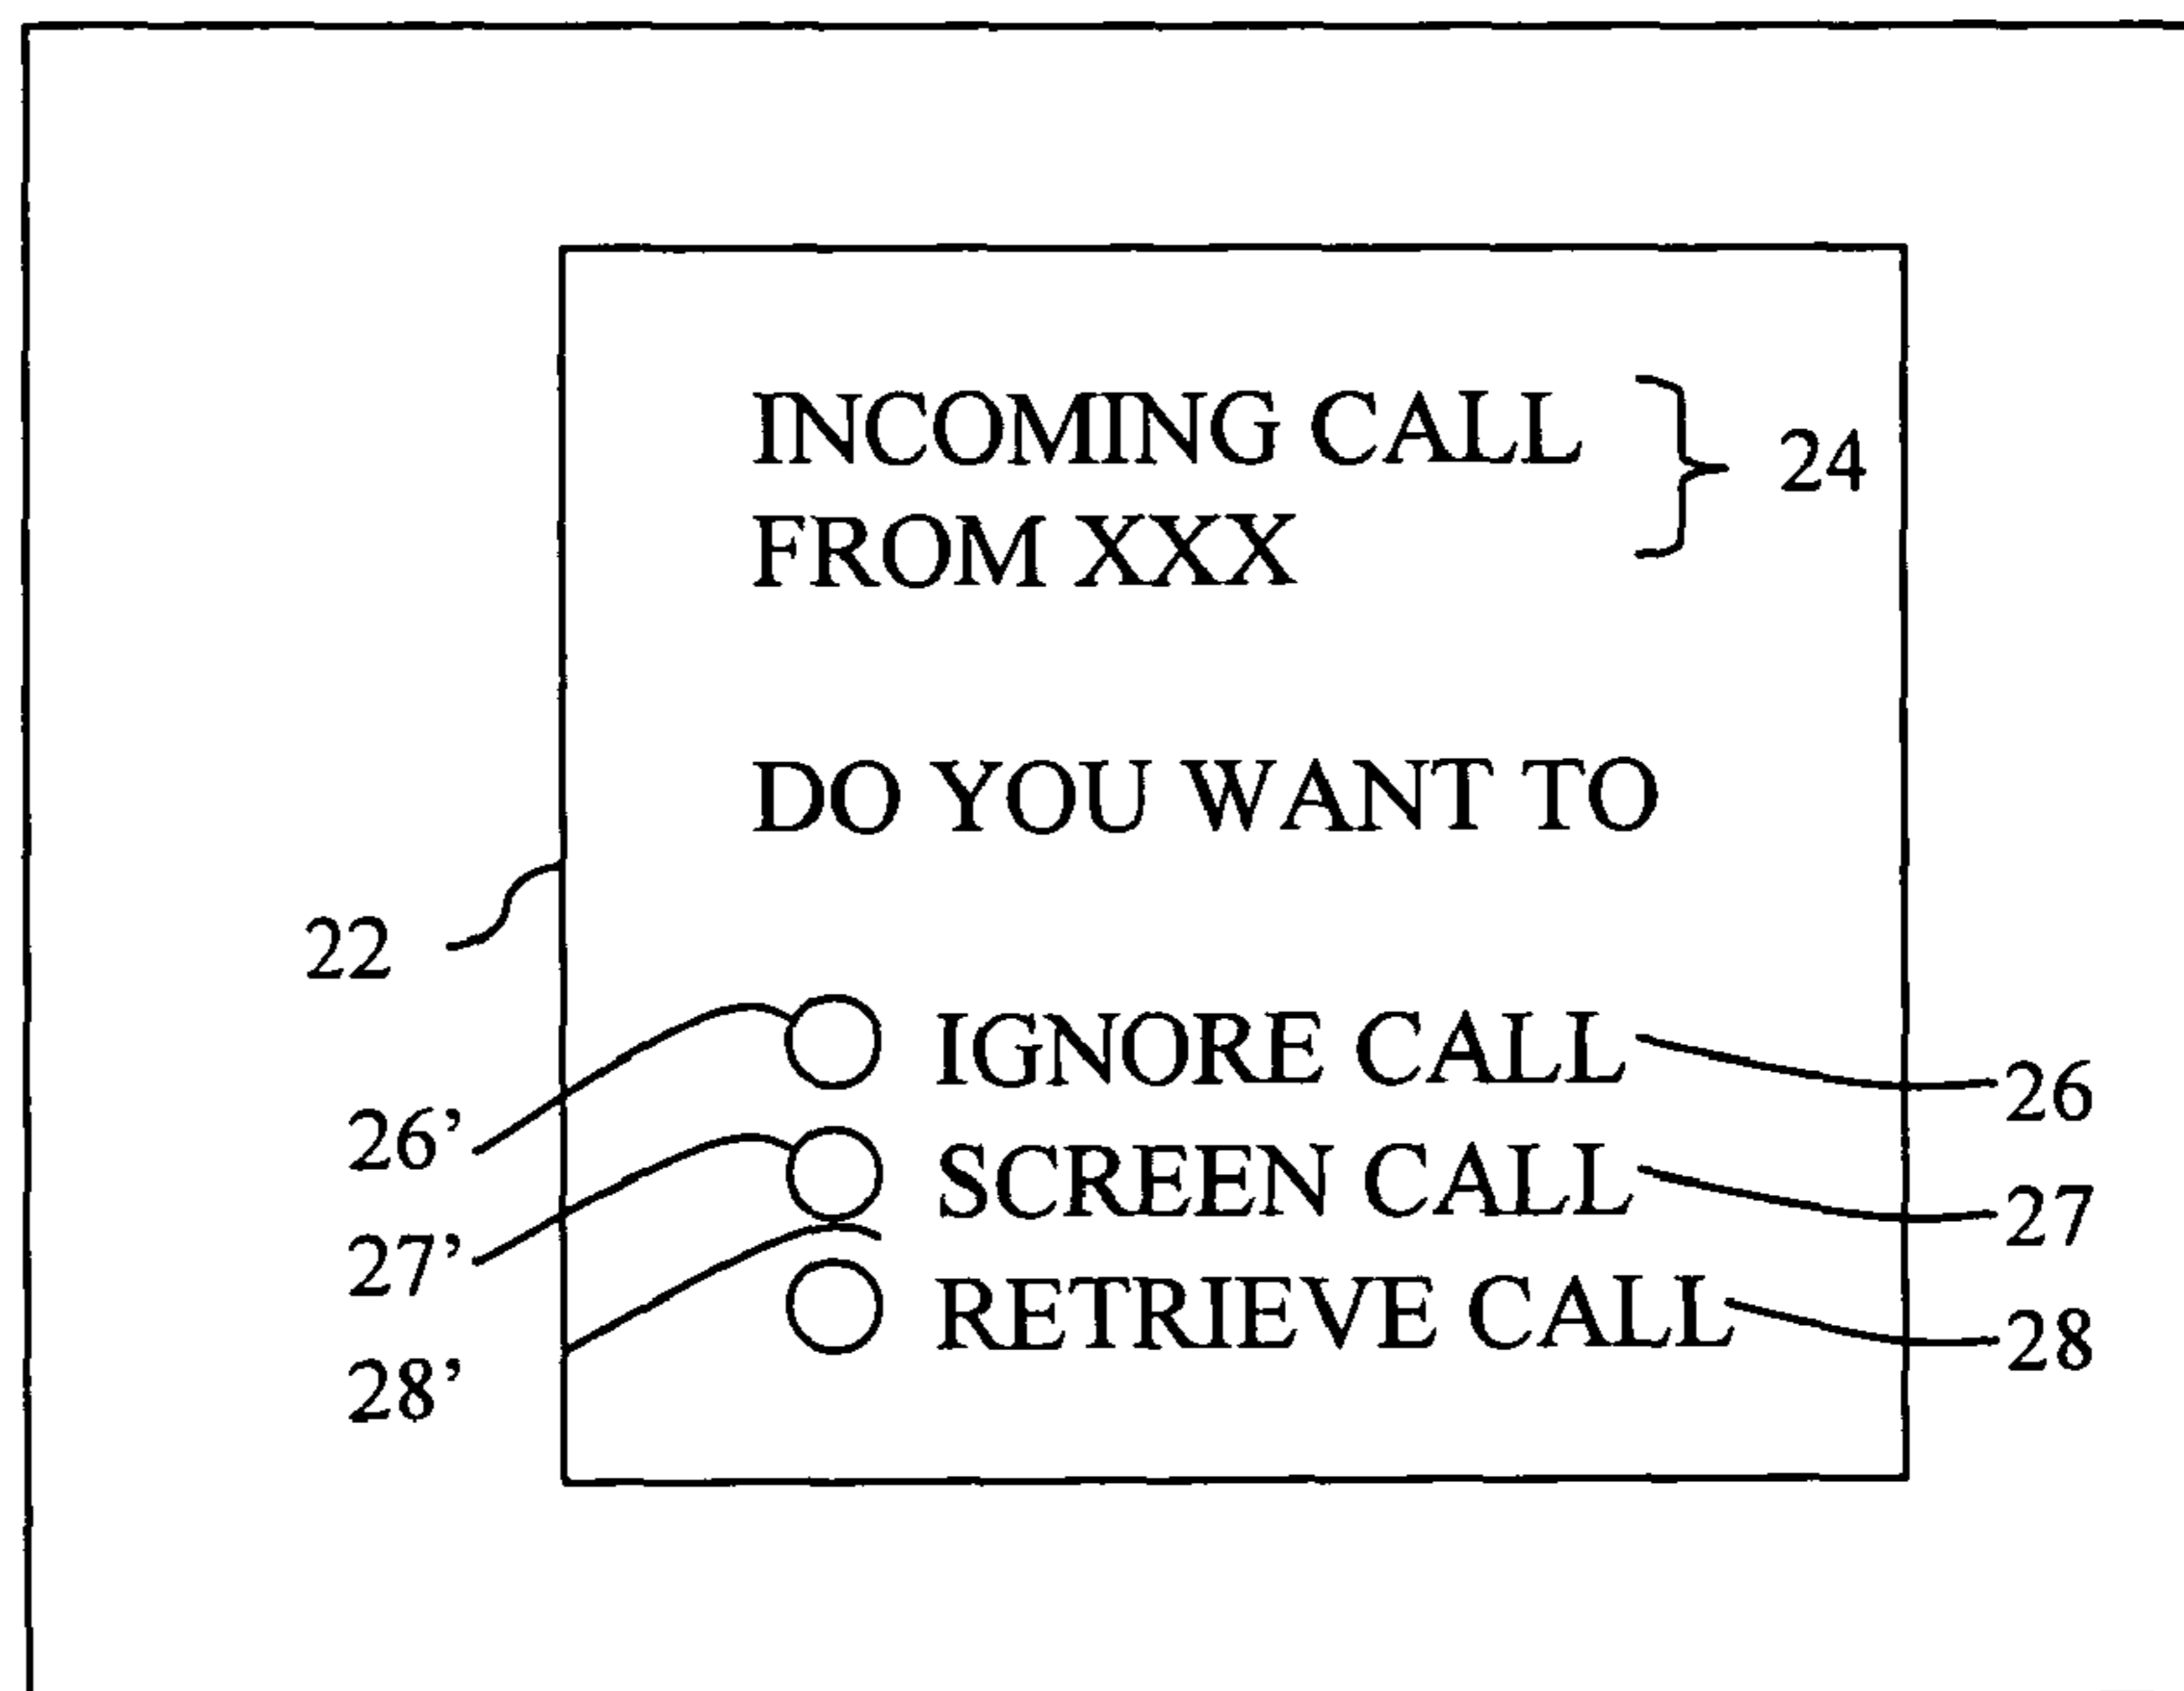 INCOMING CALL
FROM XXX
24
DO YOU WANT TO
22
26’ IGNORE CALL 26
27’ SCREEN CALL 27
28’ RETRIEVE CALL 28